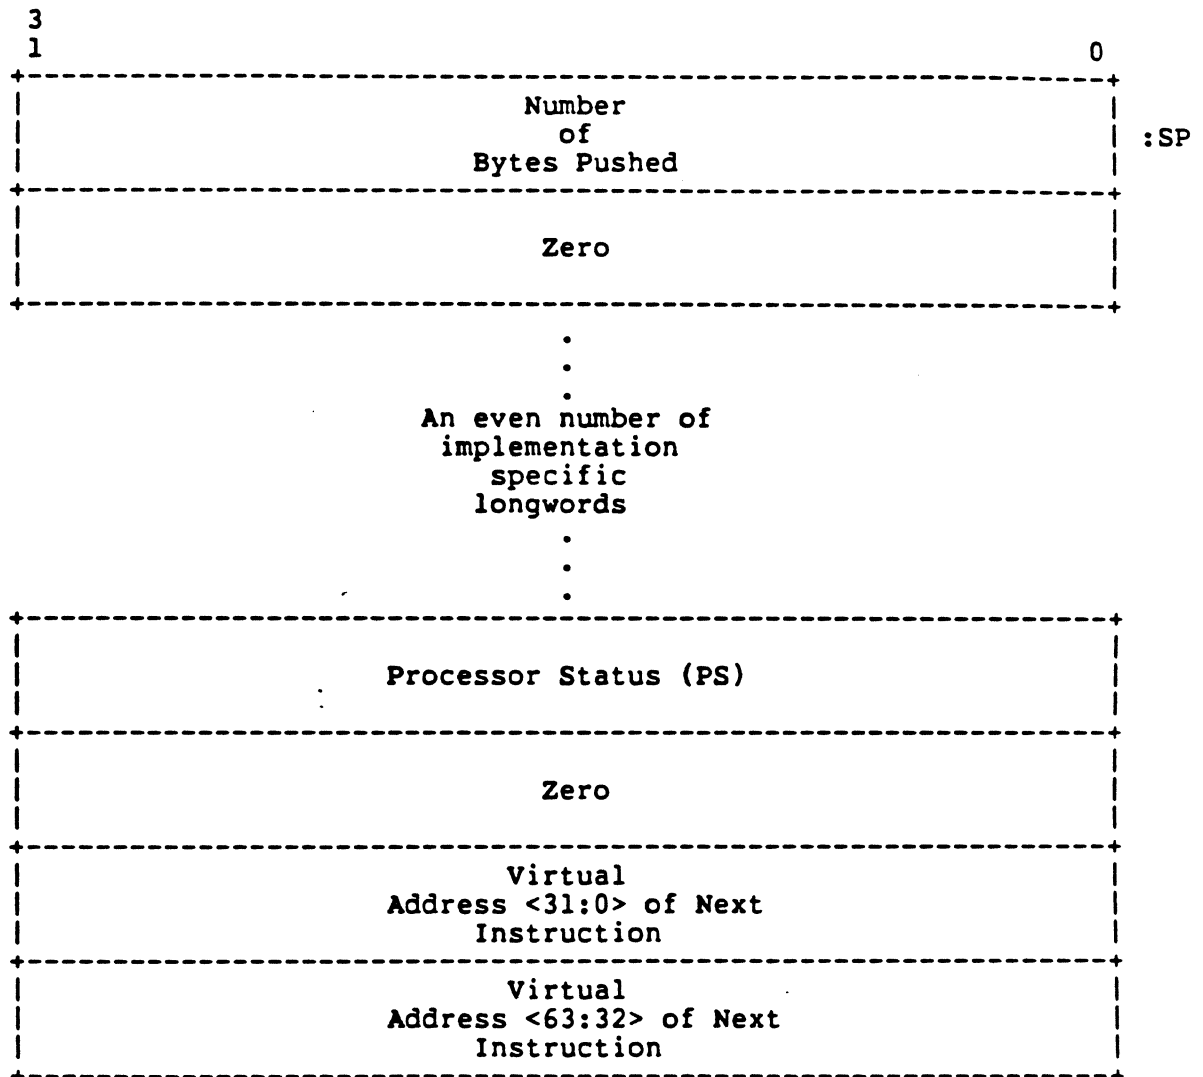 3
1 0
Number
of
Bytes Pushed
:SP
Zero
An even number of
implementation
specific
longwords
Processor Status (PS)
Zero
Virtual
Address <31:0> of Next
Instruction
Virtual
Address <63:32> of Next
Instruction